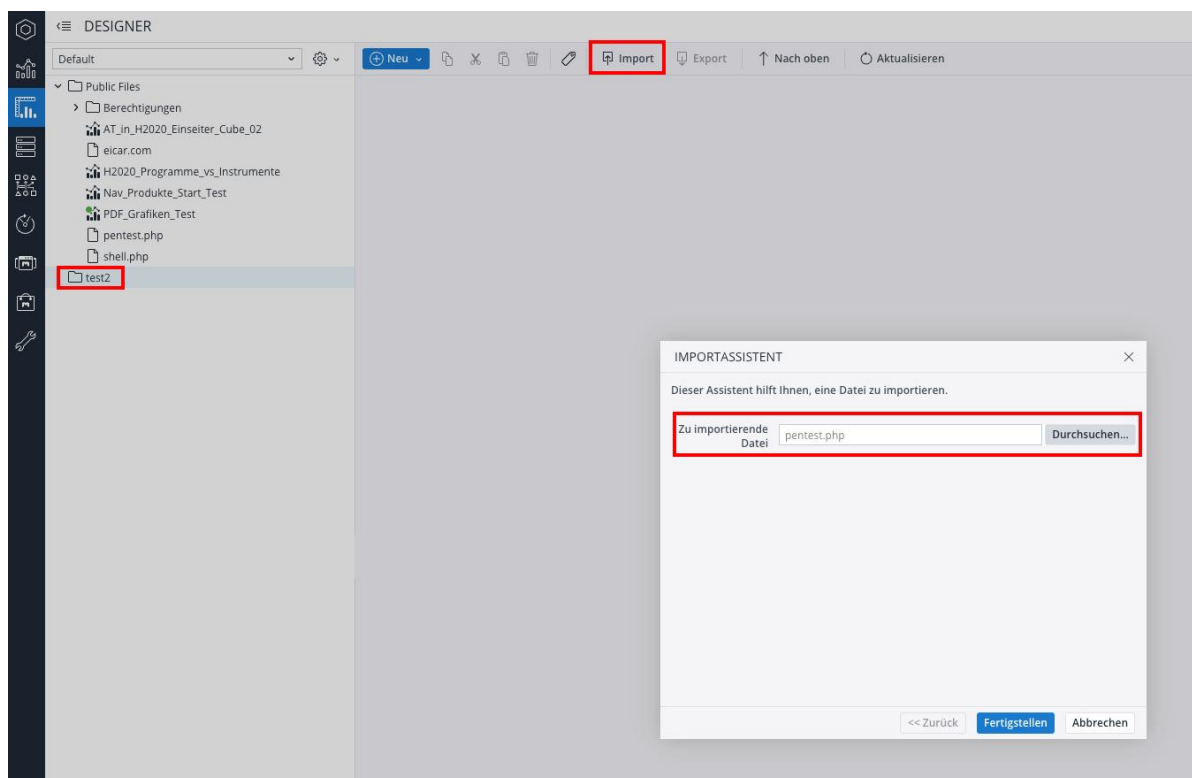 DESIGNER
Default
Neu
Import
Export
Nach oben
Aktualisieren
Public Files
Berechtigungen
AT_in_H2020_Einseiter_Cube_02
eicar.com
H2020_Programme_vs_Instrumente
Nav_Produkte_Start_Test
PDF_Grafiken_Test
pentest.php
shell.php
test2
IMPORTASSISTENT
Dieser Assistent hilft Ihnen, eine Datei zu importieren.
Zu importierende
Datei
pentest.php
Durchsuchen...
<< Zurück
Fertigstellen
Abbrechen